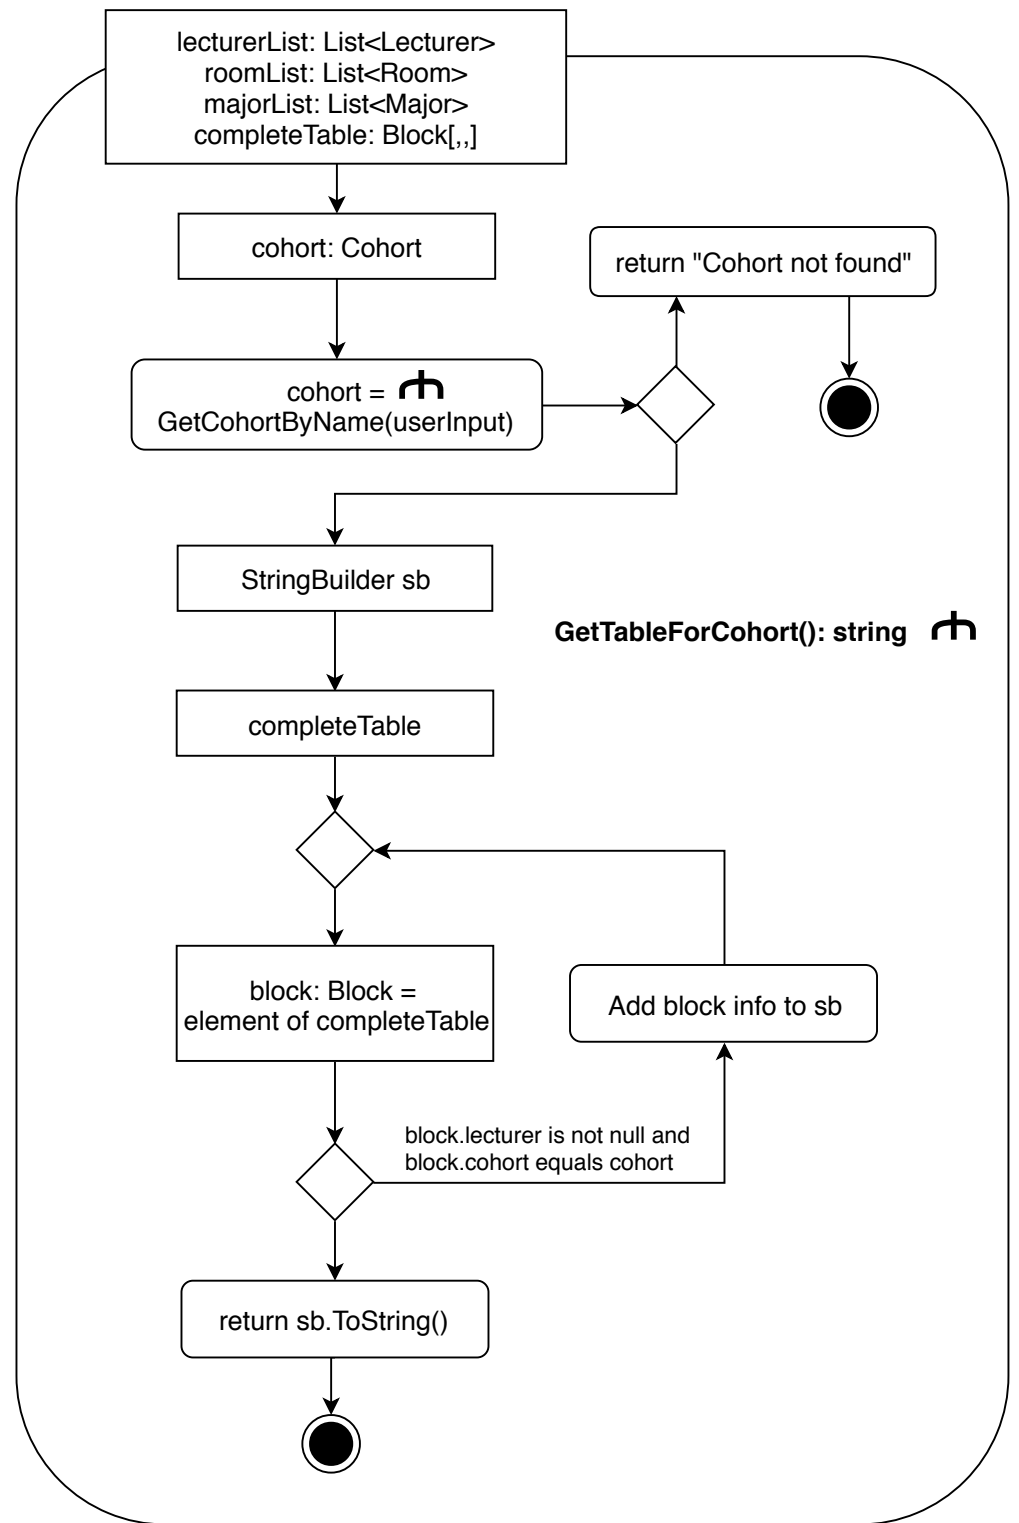 lecturerList: List<Lecturer>
roomList: List<Room>
majorList: List<Major>
completeTable: Block[,,]
cohort: Cohort
return "Cohort not found"
cohort =
GetCohortByName(userInput)
StringBuilder sb
GetTableForCohort(): string
completeTable
block: Block =
element of completeTable
Add block info to sb
block.lecturer is not null and
block.cohort equals cohort
return sb.ToString()